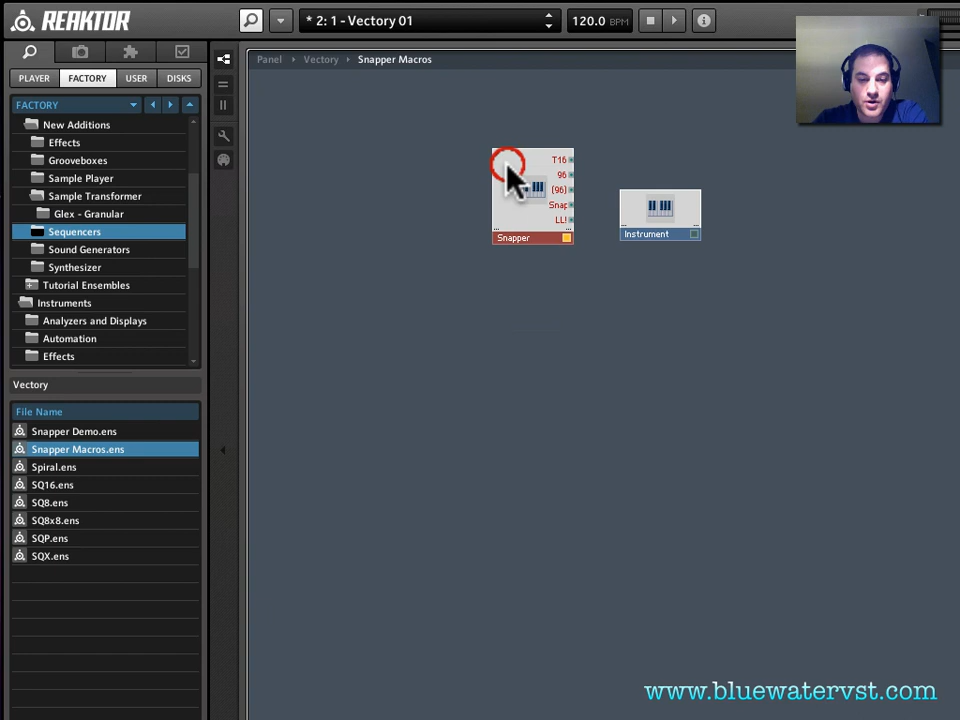 REAKTOR
* 2: 1 - Vectory 01
120.0 BPM
PLAYER
FACTORY
USER
DISKS
Panel
Vectory
Snapper Macros
FACTORY
New Additions
Effects
Grooveboxes
Sample Player
Sample Transformer
Glex - Granular
Sequencers
Sound Generators
Synthesizer
Tutorial Ensembles
Instruments
Analyzers and Displays
Automation
Effects
T16
96
(96)
Snap
LL!
Snapper
Instrument
Vectory
File Name
Snapper Demo.ens
Snapper Macros.ens
Spiral.ens
SQ16.ens
SQ8.ens
SQ8x8.ens
SQP.ens
SQX.ens
www.bluewatervst.com